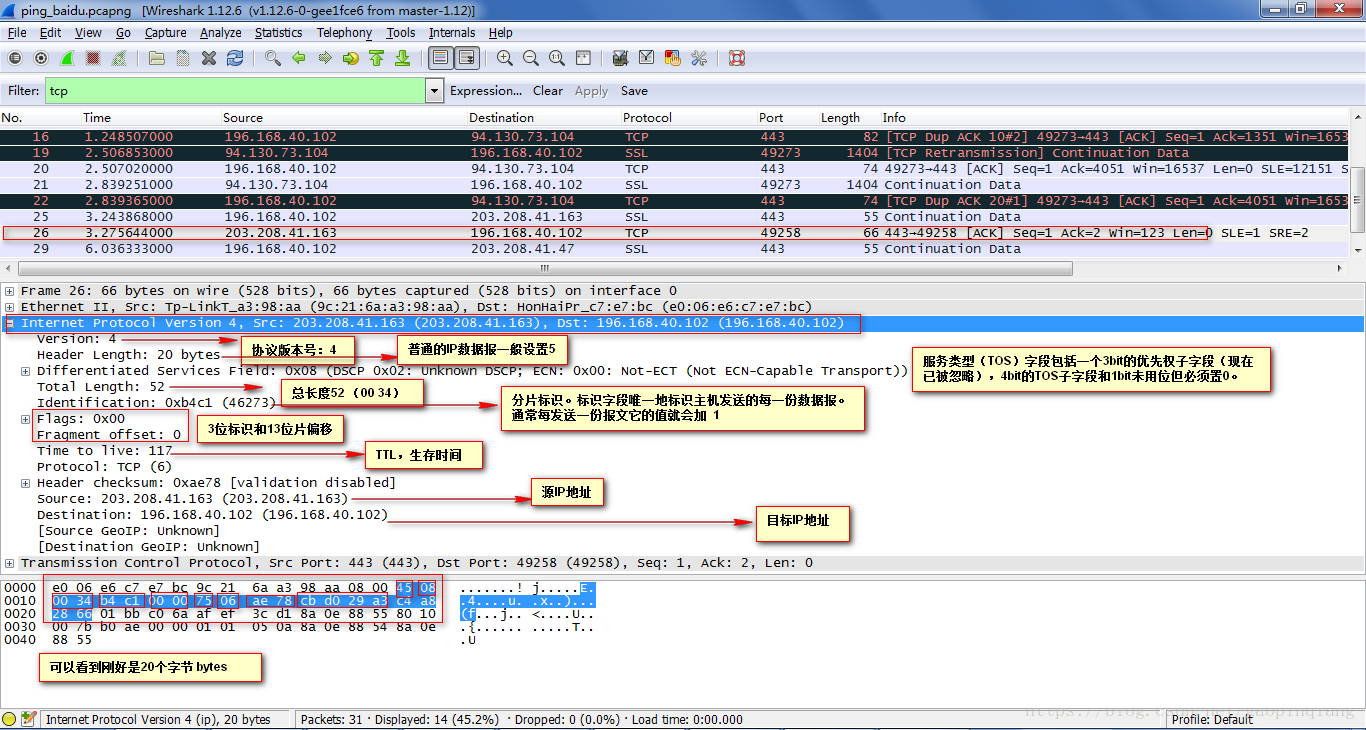 ping_baidu.pcapng [Wireshark 1.12.6 (v1.12.6-0-gee1fce6 from master-1.12)]
File Edit View Go Capture Analyze Statistics Telephony Tools Internals Help
Filter: tcp Expression... Clear Apply Save
No. Time Source Destination Protocol Port Length Info
16 1.248507000 196.168.40.102 94.130.73.104 TCP 443 82 [TCP Dup ACK 10#2] 49273→443 [ACK] Seq=1 Ack=1351 Win=1653
19 2.506853000 94.130.73.104 196.168.40.102 SSL 49273 1404 [TCP Retransmission] Continuation Data
20 2.507020000 196.168.40.102 94.130.73.104 TCP 443 74 49273→443 [ACK] Seq=1 Ack=4051 Win=16537 Len=0 SLE=12151 S
21 2.839251000 94.130.73.104 196.168.40.102 SSL 49273 1404 Continuation Data
22 2.839365000 196.168.40.102 94.130.73.104 TCP 443 74 [TCP Dup ACK 20#1] 49273→443 [ACK] Seq=1 Ack=4051 Win=1653
25 3.243868000 196.168.40.102 203.208.41.163 SSL 443 55 Continuation Data
26 3.275644000 203.208.41.163 196.168.40.102 TCP 49258 66 443→49258 [ACK] Seq=1 Ack=2 Win=123 Len=0 SLE=1 SRE=2
29 6.036333000 196.168.40.102 203.208.41.47 SSL 443 55 Continuation Data
Frame 26: 66 bytes on wire (528 bits), 66 bytes captured (528 bits) on interface 0
Ethernet II, Src: Tp-LinkT_a3:98:aa (9c:21:6a:a3:98:aa), Dst: HonHaiPr_c7:e7:bc (e0:06:e6:c7:e7:bc)
Internet Protocol Version 4, Src: 203.208.41.163 (203.208.41.163), Dst: 196.168.40.102 (196.168.40.102)
Version: 4
协议版本号：4
Header Length: 20 bytes
普通的IP数据报一般设置5
Differentiated Services Field: 0x08 (DSCP 0x02: Unknown DSCP; ECN: 0x00: Not-ECT (Not ECN-Capable Transport))
服务类型（TOS）字段包括一个3bit的优先权子字段（现在
已被忽略），4bit的TOS子字段和1bit未用位但必须置0。
Total Length: 52
总长度52 （00 34）
Identification: 0xb4c1 (46273)
分片标识。标识字段唯一地标识主机发送的每一份数据报。
通常每发送一份报文它的值就会加 1
Flags: 0x00
Fragment offset: 0
3位标识和13位片偏移
Time to live: 117
TTL，生存时间
Protocol: TCP (6)
Header checksum: 0xae78 [validation disabled]
Source: 203.208.41.163 (203.208.41.163)
源IP地址
Destination: 196.168.40.102 (196.168.40.102)
目标IP地址
[Source GeoIP: Unknown]
[Destination GeoIP: Unknown]
Transmission Control Protocol, Src Port: 443 (443), Dst Port: 49258 (49258), Seq: 1, Ack: 2, Len: 0
0000 e0 06 e6 c7 e7 bc 9c 21 6a a3 98 aa 08 00 45 08 .......! j.....E.
0010 00 34 b4 c1 00 00 75 06 ae 78 cb d0 29 a3 c4 a8 .4....u. .x..)...
0020 28 66 01 bb c0 6a af ef 3c d1 8a 0e 88 55 80 10 (f...j.. <....U..
0030 00 7b b0 ae 00 00 01 01 05 0a 8a 0e 88 54 8a 0e .{...... .....T..
0040 88 55 .U
可以看到刚好是20个字节 bytes
Internet Protocol Version 4 (ip), 20 bytes Packets: 31 · Displayed: 14 (45.2%) · Dropped: 0 (0.0%) · Load time: 0:00.000 Profile: Default